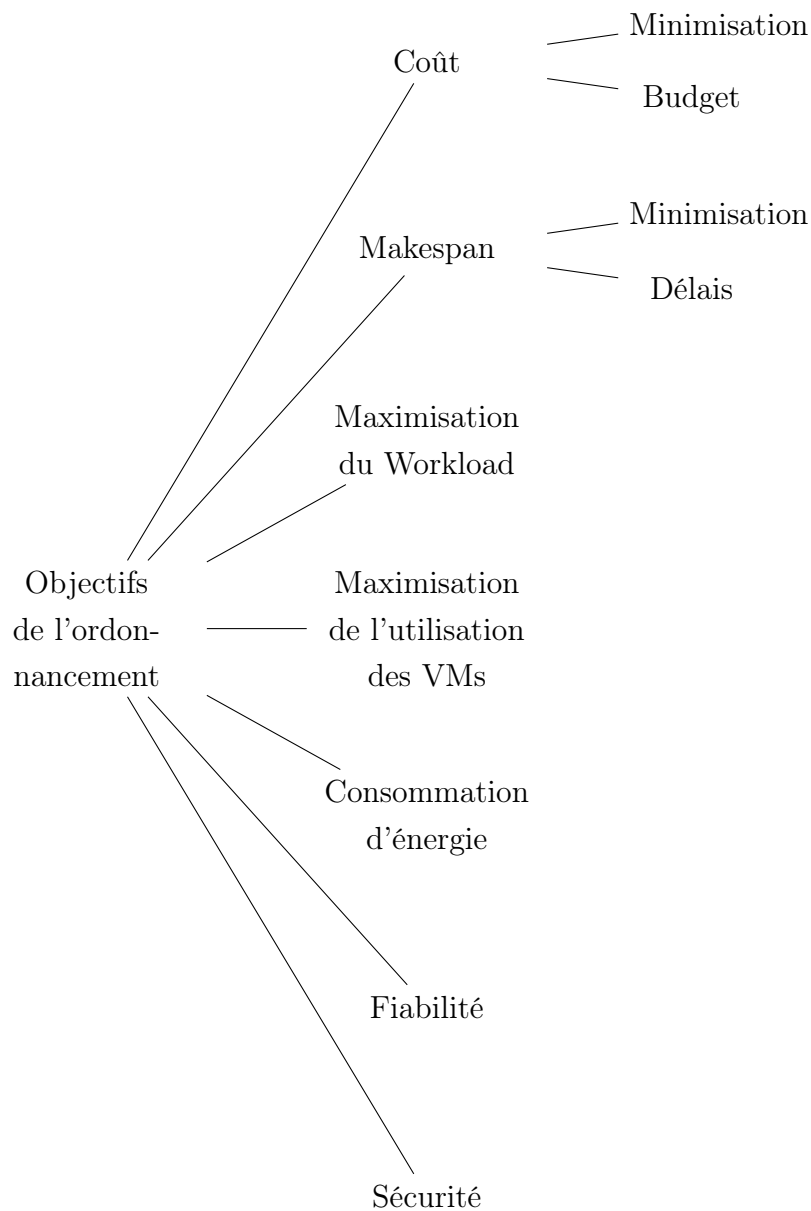 Minimisation
Coût
Budget
Minimisation
Makespan
Délais
Maximisation
du Workload
Objectifs
de l'ordon-
nancement
Maximisation
de l'utilisation
des VMs
Consommation
d'énergie
Fiabilité
Sécurité